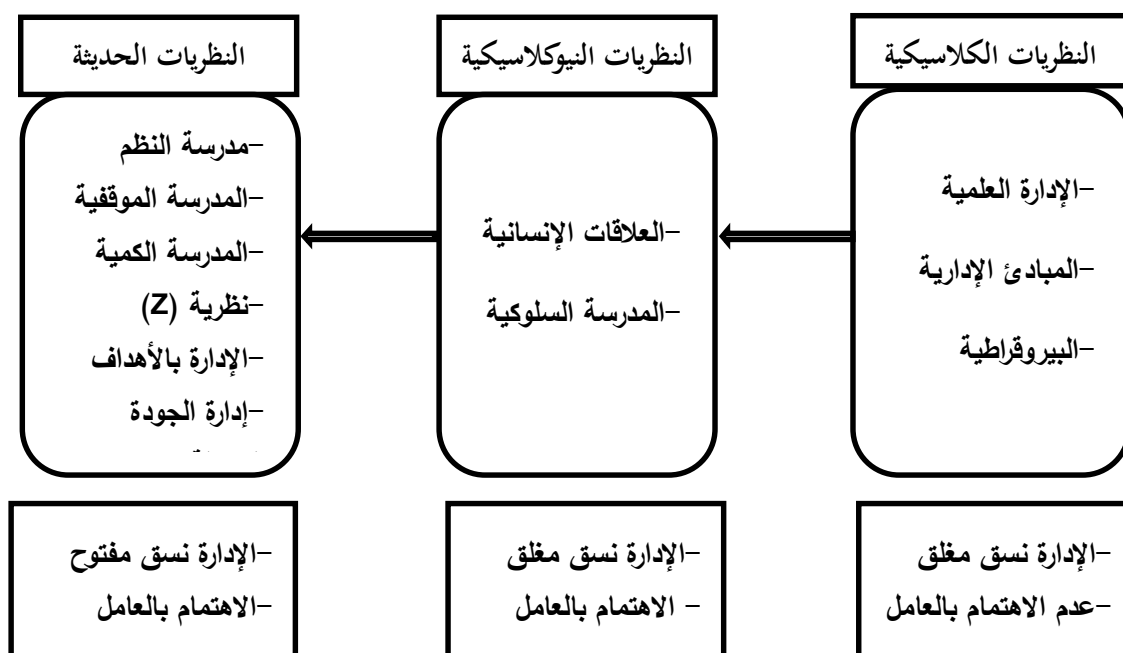 النظريات الكلاسيكية
-الإدارة العلمية
-المبادئ الإدارية
-البيروقراطية
-الإدارة نسق مغلق
-عدم الاهتمام بالعامل
النظريات النيوكلاسيكية
-العلاقات الإنسانية
-المدرسة السلوكية
-الإدارة نسق مغلق
- الاهتمام بالعامل
النظريات الحديثة
-مدرسة النظم
-المدرسة الموقفية
-المدرسة الكمية
-نظرية (Z)
-الإدارة بالأهداف
-إدارة الجودة
-الإدارة نسق مفتوح
-الاهتمام بالعامل